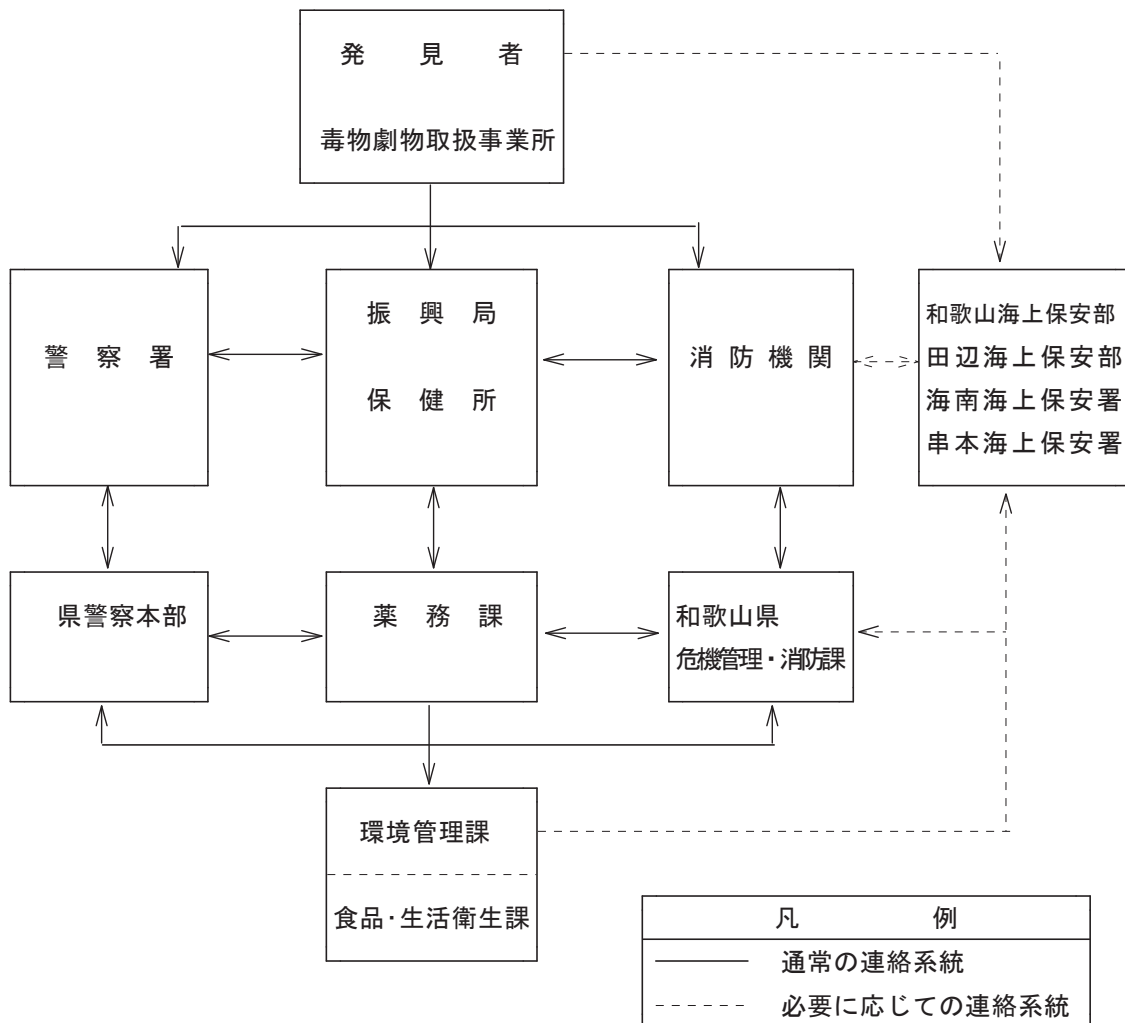 発見者
毒物劇物取扱事業所
警察署
振興局
保健所
消防機関
和歌山海上保安部
田辺海上保安部
海南海上保安署
串本海上保安署
県警察本部
薬務課
和歌山県
危機管理・消防課
環境管理課
食品・生活衛生課
凡例
通常の連絡系統
必要に応じての連絡系統